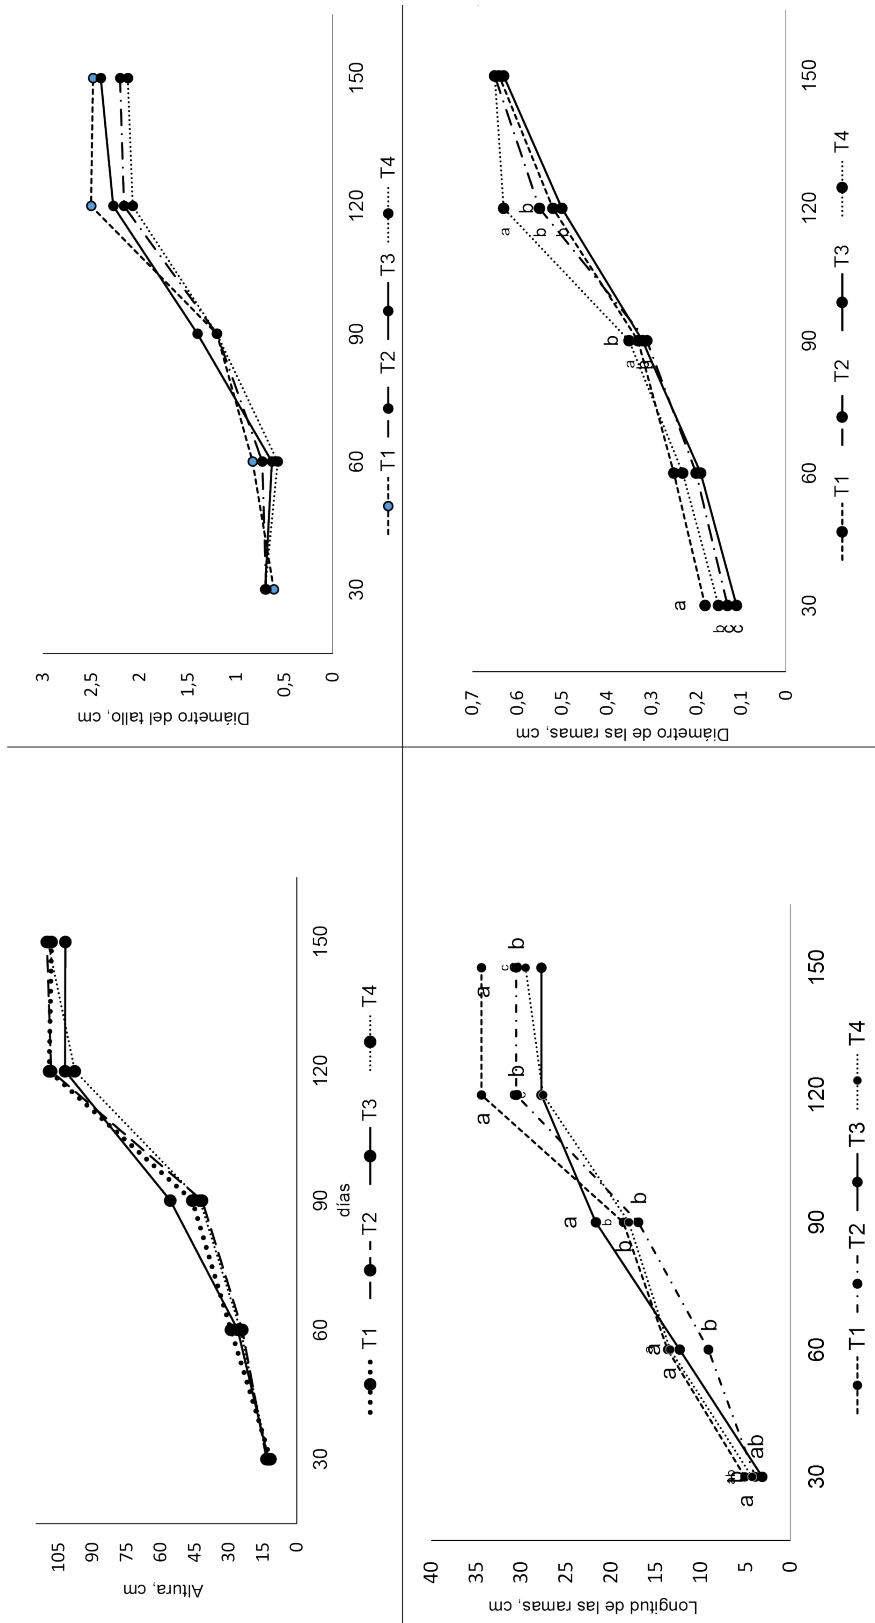 Altura, cm
105
90
75
60
45
30
15
0
30 60 90 120 150
días
T1 T2 T3 T4
Diámetro del tallo, cm
3
2,5
2
1,5
1
0,5
0
30 60 90 120 150
T1 T2 T3 T4
Longitud de las ramas, cm
40
35
30
25
20
15
10
5
0
a
ab
a
a
b
a
b
b
b
a
b
c
a
c
b
30 60 90 120 150
T1 T2 T3 T4
Diámetro de las ramas, cm
0,7
0,6
0,5
0,4
0,3
0,2
0,1
0
a
b
c
c
b
a
b
a
b
b
b
30 60 90 120 150
T1 T2 T3 T4